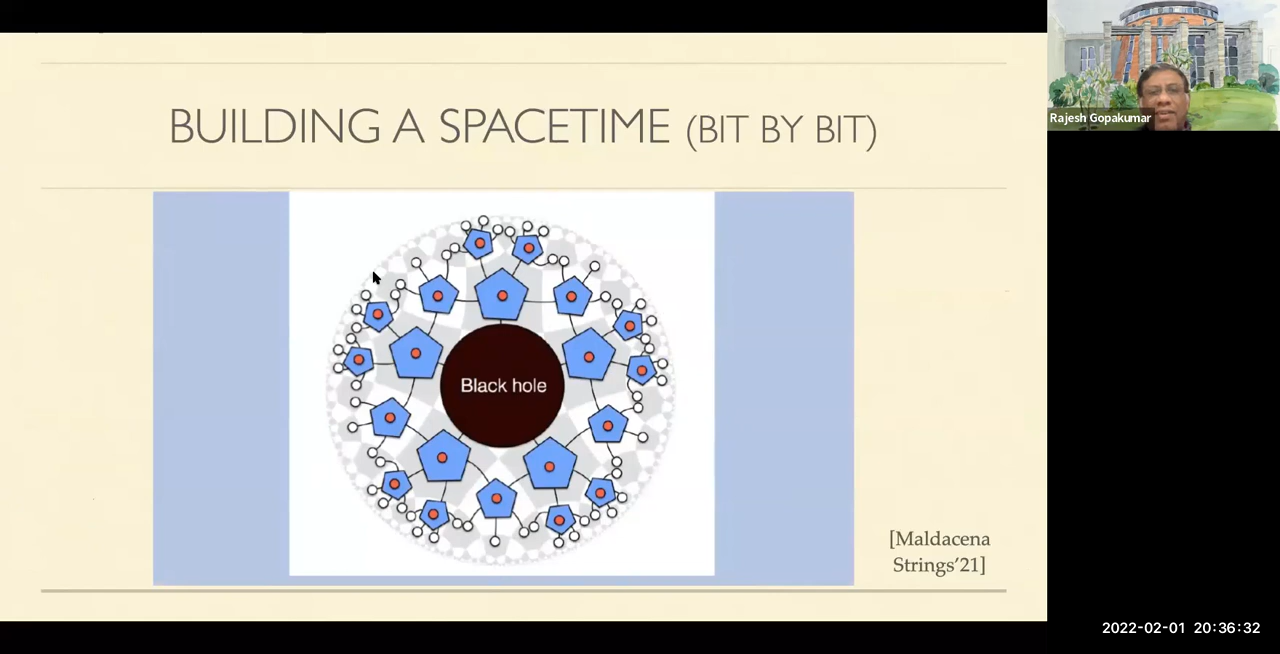 BUILDING A SPACETIME (BIT BY BIT)
Black hole
[Maldacena
Strings'21]
Rajesh Gopakumar
2022-02-01 20:36:32